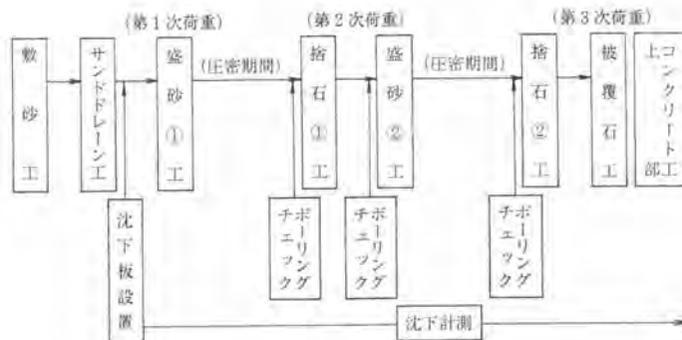 (第1次荷重)
(第2次荷重)
(第3次荷重)
敷砂工
サンドドレーン工
盛砂①工
(圧密期間)
捨石①工
盛砂②工
(圧密期間)
捨石②工
被覆石工
上部
コンクリート工
沈下板設置
ボーリング
チェック
ボーリング
チェック
ボーリング
チェック
沈下計測